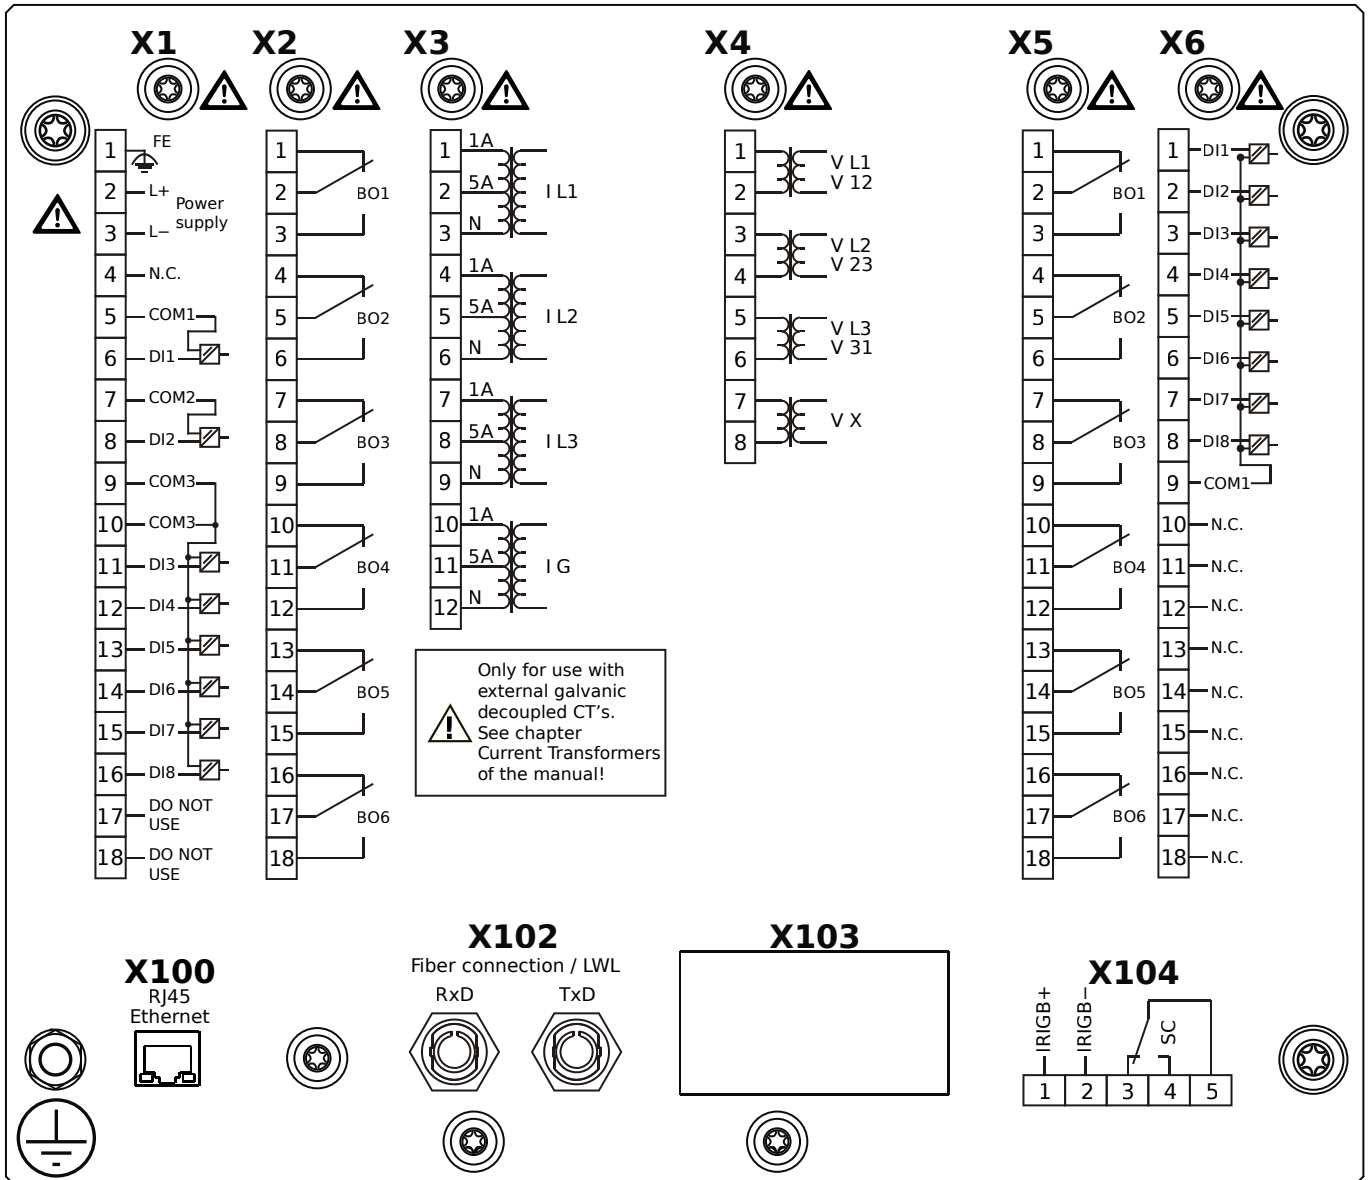 X1
X2
X3
X4
X5
X6
1 FE
2 L+
Power
supply
3 L−
4 N.C.
5 COM1
6 DI1
7 COM2
8 DI2
9 COM3
10 COM3
11 DI3
12 DI4
13 DI5
14 DI6
15 DI7
16 DI8
17 DO NOT
USE
18 DO NOT
USE
1
2 BO1
3
4
5 BO2
6
7
8 BO3
9
10
11 BO4
12
13
14 BO5
15
16
17 BO6
18
1 1A
2 5A I L1
3 N
4 1A
5 5A I L2
6 N
7 1A
8 5A I L3
9 N
10 1A
11 5A I G
12 N
Only for use with
external galvanic
decoupled CT's.
See chapter
Current Transformers
of the manual!
1 V L1
2 V 12
3 V L2
4 V 23
5 V L3
6 V 31
7 V X
8
1
2 BO1
3
4
5 BO2
6
7
8 BO3
9
10
11 BO4
12
13
14 BO5
15
16
17 BO6
18
1 DI1
2 DI2
3 DI3
4 DI4
5 DI5
6 DI6
7 DI7
8 DI8
9 COM1
10 N.C.
11 N.C.
12 N.C.
13 N.C.
14 N.C.
15 N.C.
16 N.C.
17 N.C.
18 N.C.
X100
RJ45
Ethernet
X102
Fiber connection / LWL
RxD TxD
X103
X104
IRIGB+
IRIGB−
SC
1 2 3 4 5